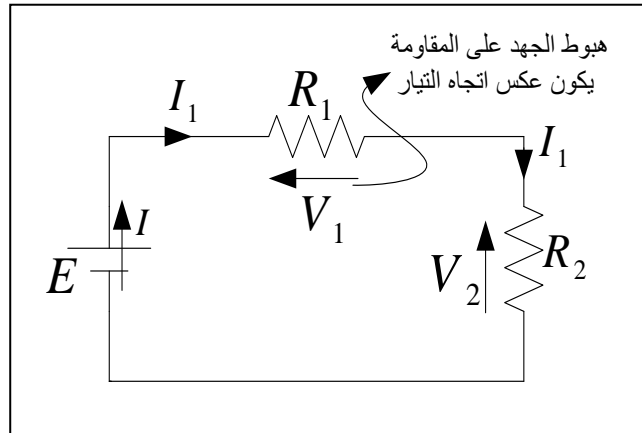 هبوط الجهد على المقاومة
يكون عكس اتجاه التيار
I₁
R₁
I₁
V₁
I
E
V₂
R₂